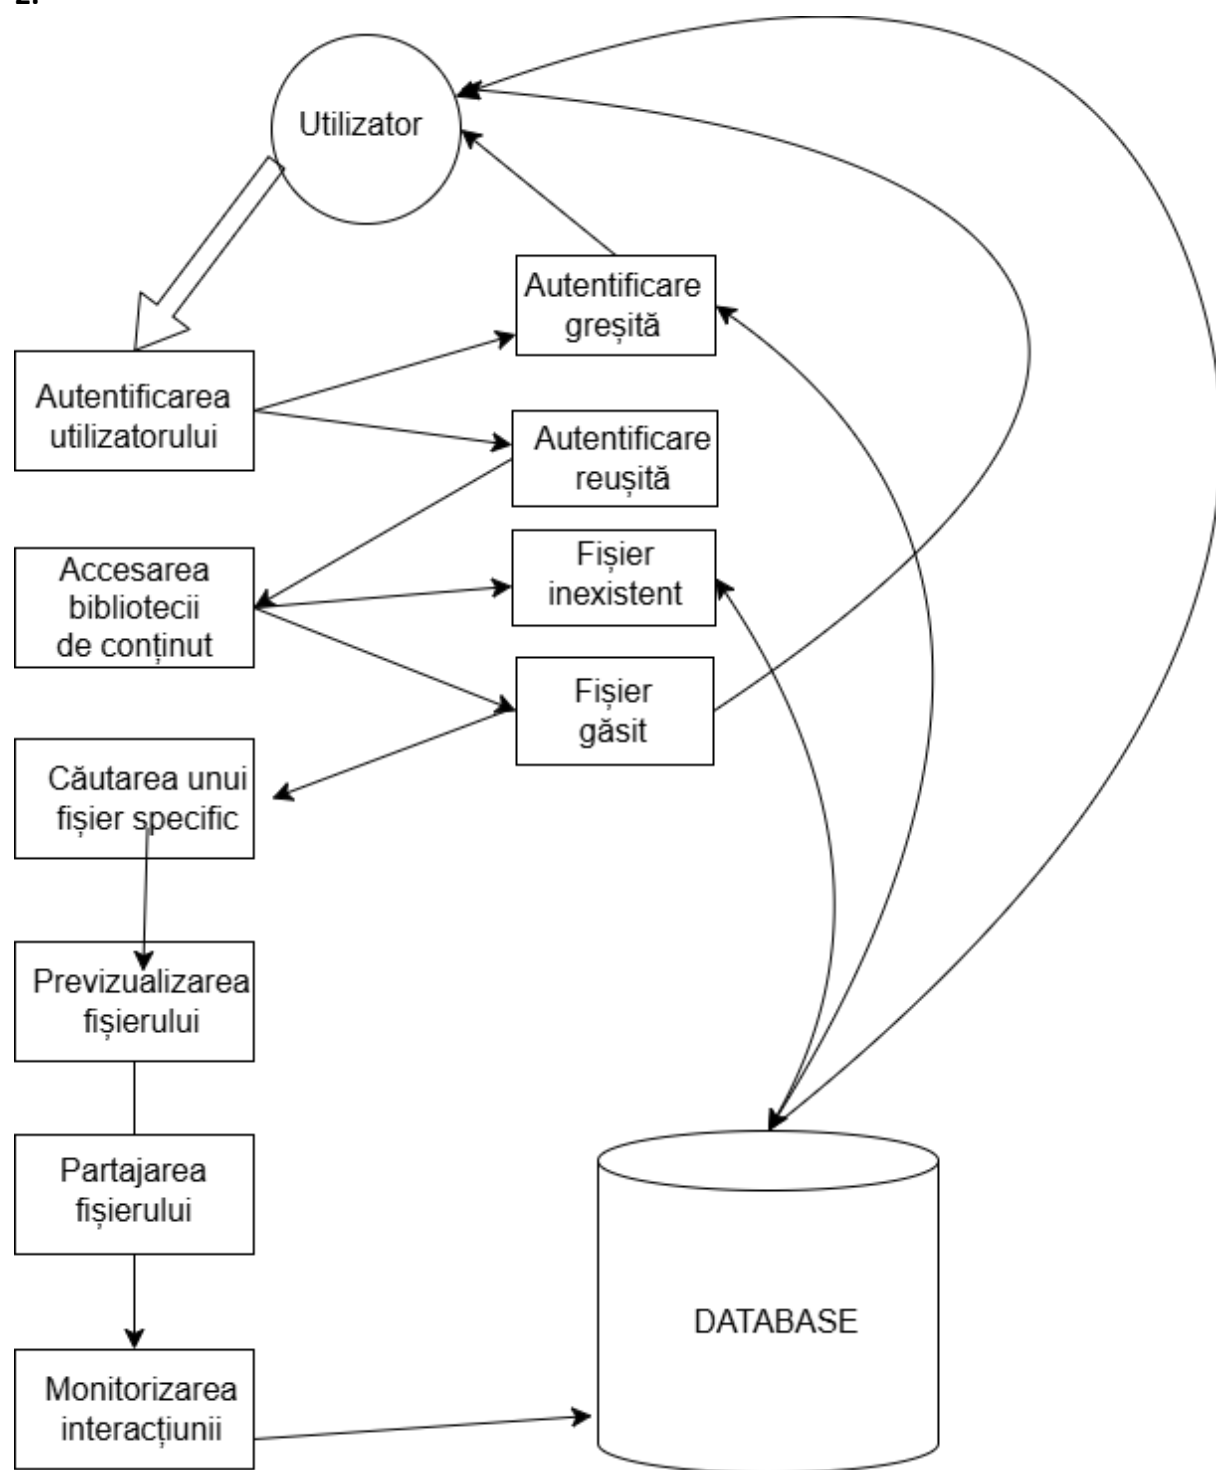 Utilizator
Autentificare
greșită
Autentificarea
utilizatorului
Autentificare
reușită
Accesarea
bibliotecii
de conținut
Fișier
inexistent
Fișier
găsit
Căutarea unui
fișier specific
Previzualizarea
fișierului
Partajarea
fișierului
DATABASE
Monitorizarea
interacțiunii